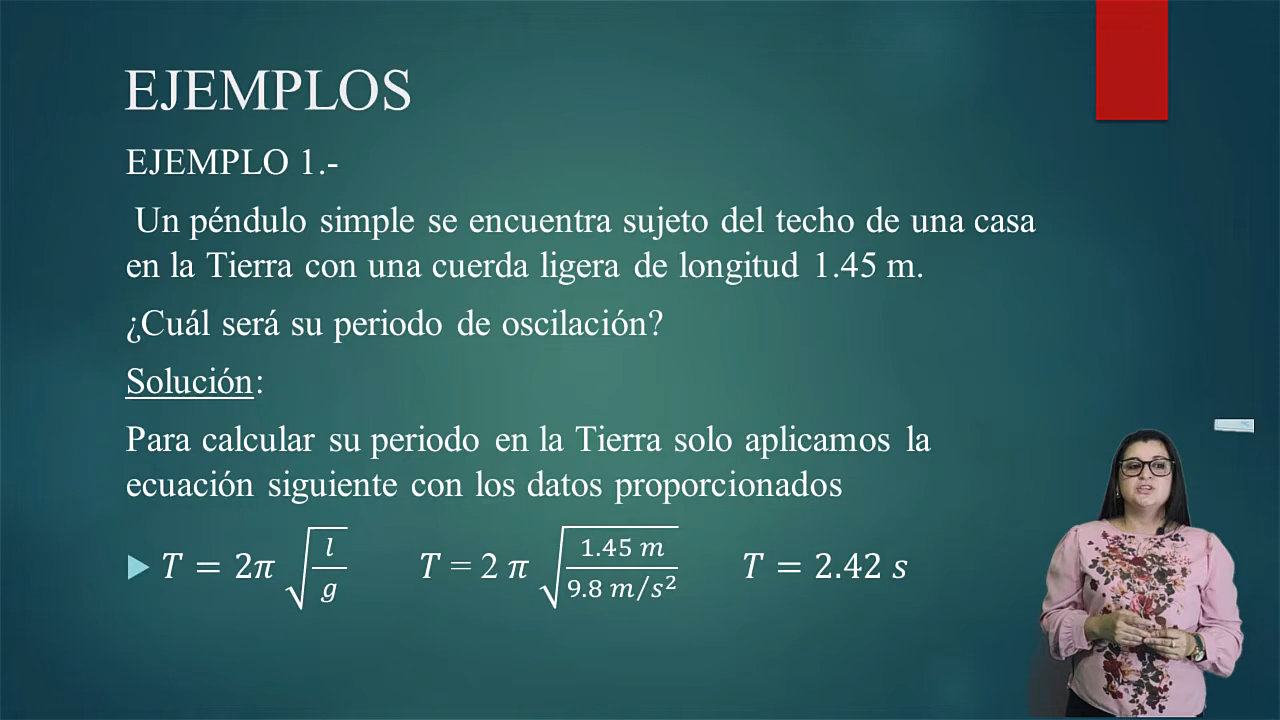 EJEMPLOS
EJEMPLO 1.-
Un péndulo simple se encuentra sujeto del techo de una casa
en la Tierra con una cuerda ligera de longitud 1.45 m.
¿Cuál será su periodo de oscilación?
Solución:
Para calcular su periodo en la Tierra solo aplicamos la
ecuación siguiente con los datos proporcionados
T = 2π √(l/g) T = 2 π √(1.45 m / 9.8 m/s²) T = 2.42 s